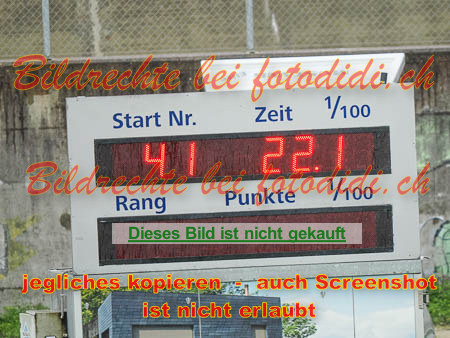 Bildrechte bei fotodidi.ch
Start Nr. Zeit 1/100
41 22.1
Bildrechte bei fotodidi.ch
Rang Punkte 1/100
Dieses Bild ist nicht gekauft
jegliches kopieren - auch Screenshot
ist nicht erlaubt